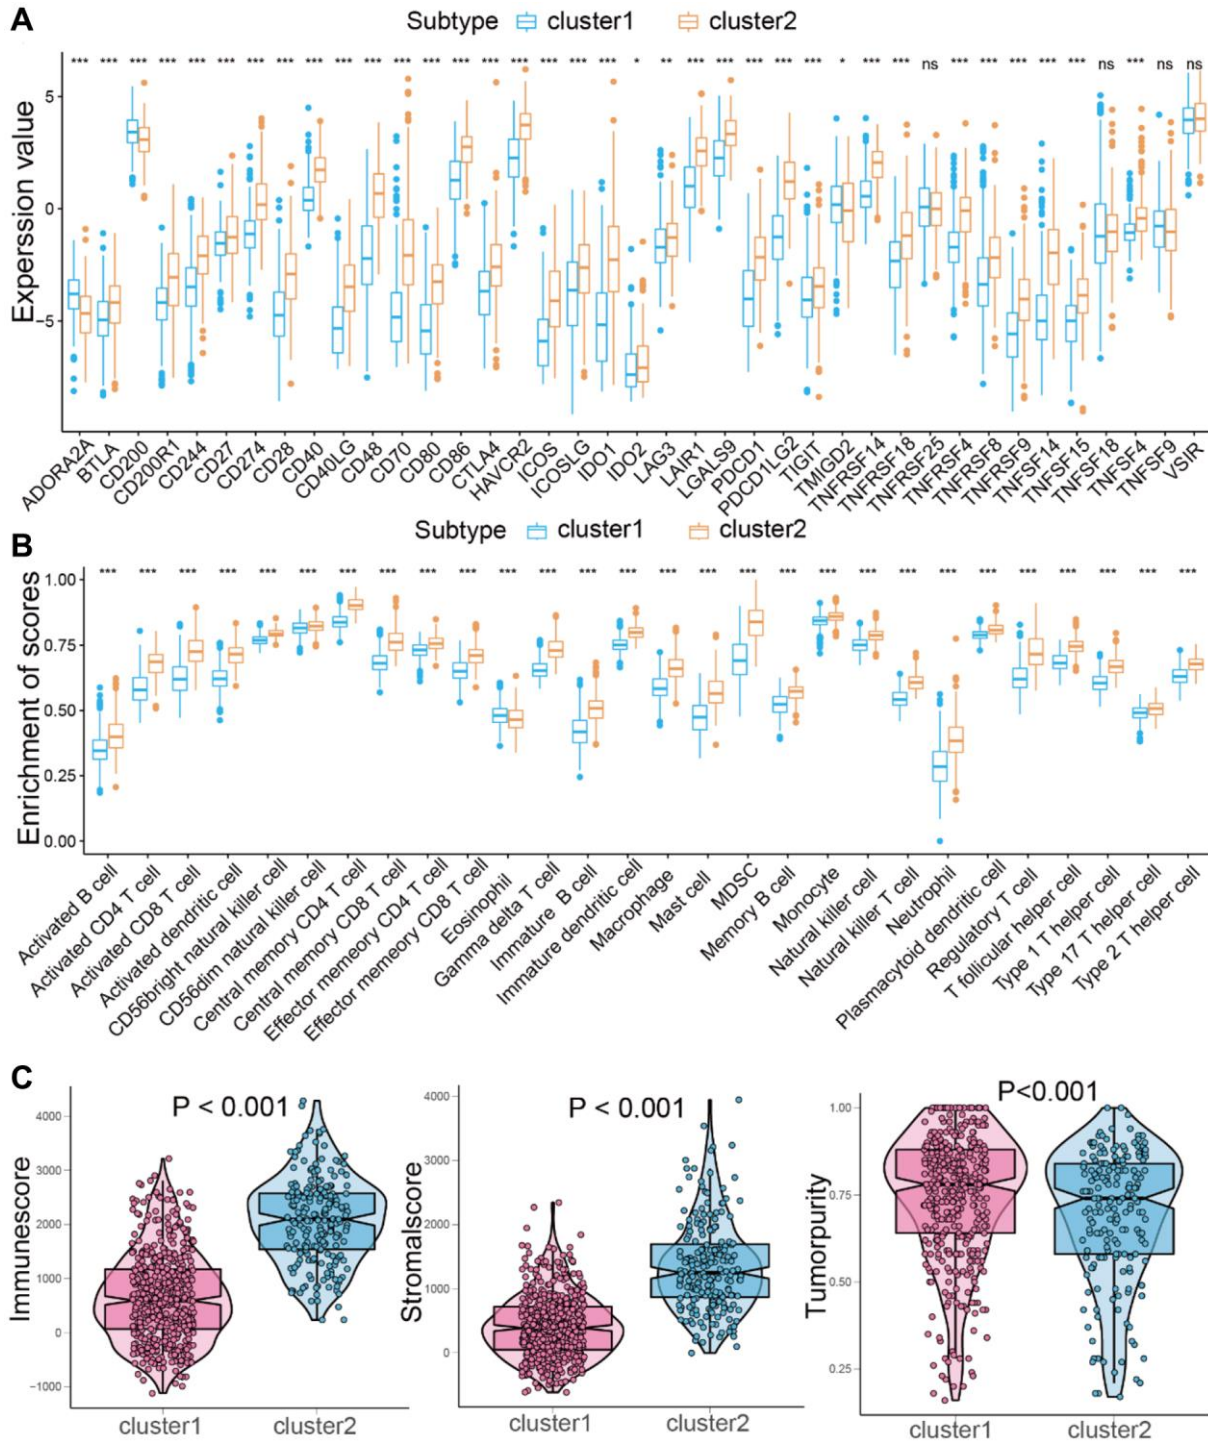 A
Subtype cluster1 cluster2
*** *** *** *** *** *** *** *** *** *** *** *** *** *** *** *** *** *** *** * ** *** *** *** *** *** * *** *** ns *** *** *** *** *** ns *** ns ns
Experssion value
5
0
−5
ADORA2A
BTLA
CD200
CD200R1
CD244
CD27
CD274
CD28
CD40
CD40LG
CD48
CD70
CD80
CD86
CTLA4
HAVCR2
ICOS
ICOSLG
IDO1
IDO2
LAG3
LAIR1
LGALS9
PDCD1
PDCD1LG2
TIGIT
TMIGD2
TNFRSF14
TNFRSF18
TNFRSF25
TNFRSF4
TNFRSF8
TNFRSF9
TNFSF14
TNFSF15
TNFSF18
TNFSF4
TNFSF9
VSIR
B
Subtype cluster1 cluster2
*** *** *** *** *** *** *** *** *** *** *** *** *** *** *** *** *** *** *** *** *** *** *** *** *** *** *** ***
Enrichment of scores
1.00
0.75
0.50
0.25
0.00
Activated B cell
Activated CD4 T cell
Activated CD8 T cell
Activated dendritic cell
CD56bright natural killer cell
CD56dim natural killer cell
Central memory CD4 T cell
Central memory CD8 T cell
Effector memory CD4 T cell
Effector memory CD8 T cell
Eosinophil
Gamma delta T cell
Immature B cell
Immature dendritic cell
Macrophage
Mast cell
MDSC
Memory B cell
Monocyte
Natural killer cell
Natural killer T cell
Neutrophil
Plasmacytoid dendritic cell
Regulatory T cell
T follicular helper cell
Type 1 T helper cell
Type 17 T helper cell
Type 2 T helper cell
C
P < 0.001
Immunescore
4000
3000
2000
1000
0
−1000
cluster1 cluster2
P < 0.001
Stromalscore
4000
3000
2000
1000
0
cluster1 cluster2
P<0.001
Tumorpurity
1.00
0.75
0.50
0.25
cluster1 cluster2